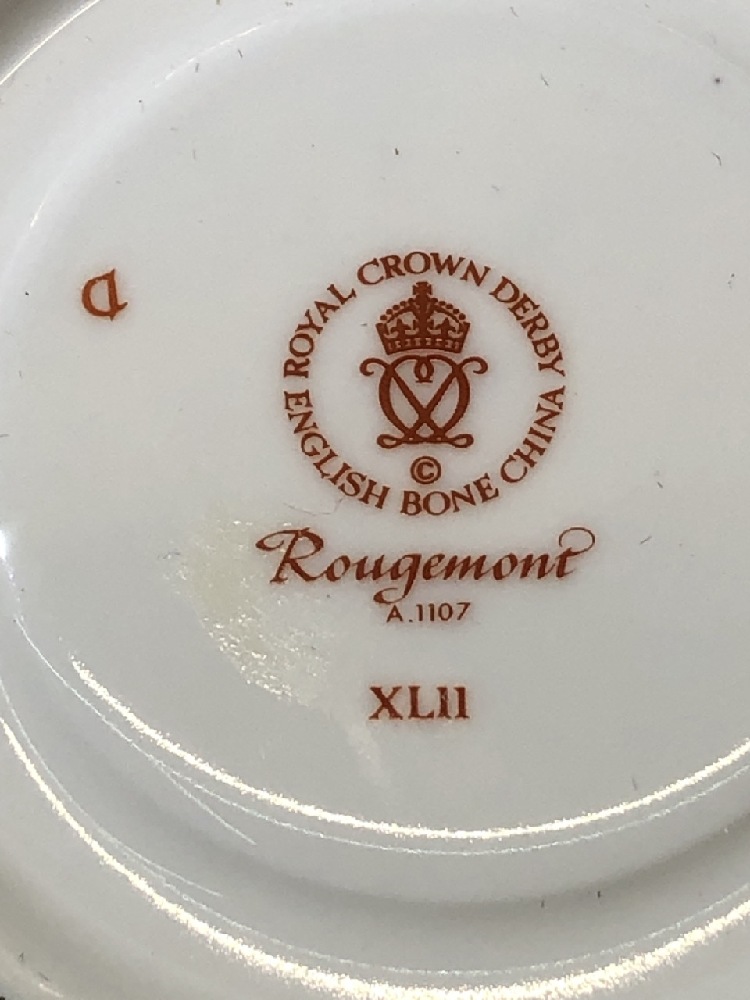 D
ROYAL CROWN DERBY
ENGLISH BONE CHINA
©
Rougemont
A.1107
XLII